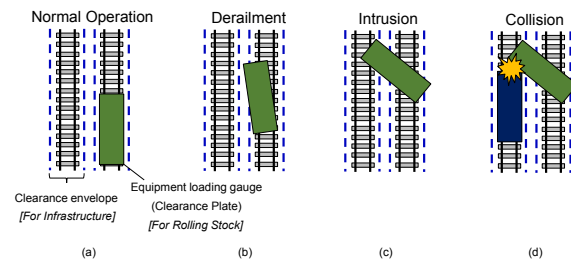 Normal Operation
Derailment
Intrusion
Collision
Equipment loading gauge
Clearance envelope
(Clearance Plate)
[For Infrastructure]
[For Rolling Stock]
(a)
(b)
(c)
(d)